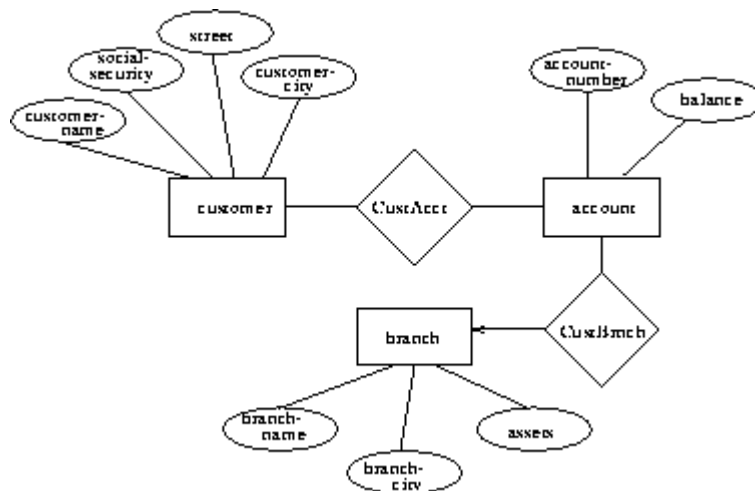 street
social-
security
customer-
city
customer-
name
account-
number
balance
customer
CustAcct
account
branch
CustBrnch
branch-
name
assets
branch-
city